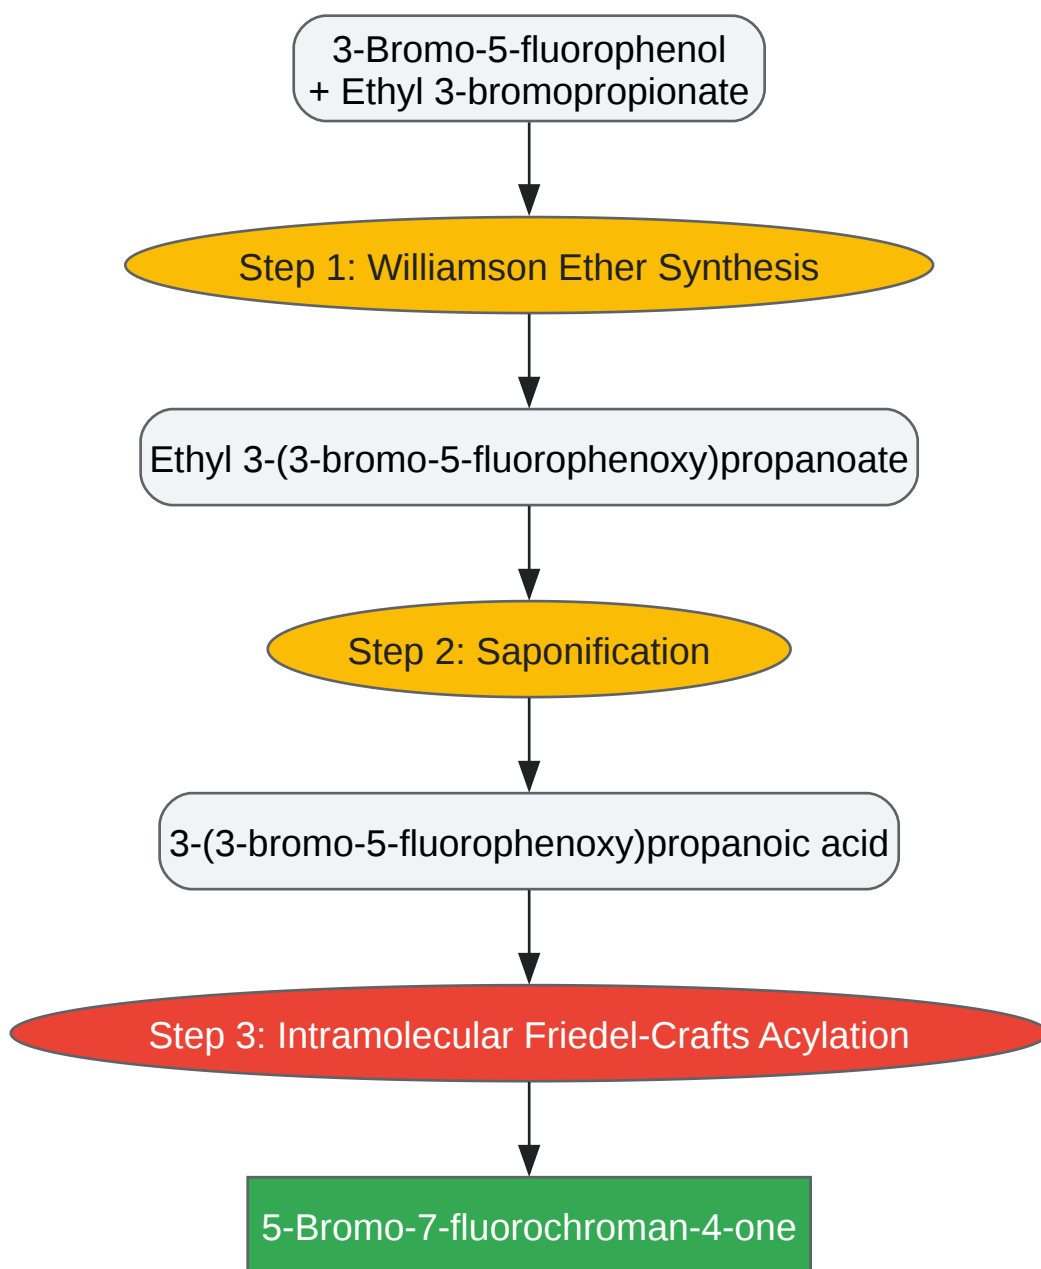 3-Bromo-5-fluorophenol
+ Ethyl 3-bromopropionate
Step 1: Williamson Ether Synthesis
Ethyl 3-(3-bromo-5-fluorophenoxy)propanoate
Step 2: Saponification
3-(3-bromo-5-fluorophenoxy)propanoic acid
Step 3: Intramolecular Friedel-Crafts Acylation
5-Bromo-7-fluorochroman-4-one